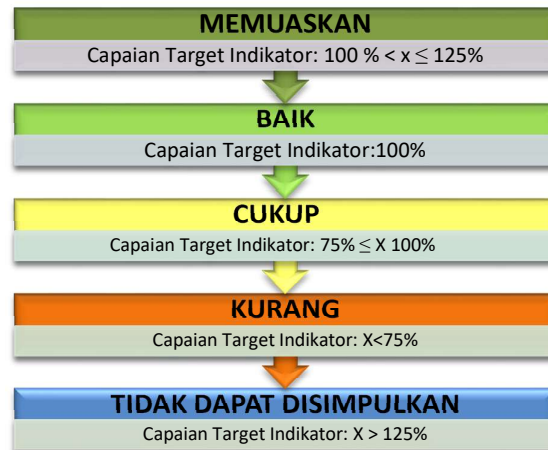 MEMUASKAN
Capaian Target Indikator: 100 % < x ≤ 125%
BAIK
Capaian Target Indikator:100%
CUKUP
Capaian Target Indikator: 75% ≤ X 100%
KURANG
Capaian Target Indikator: X<75%
TIDAK DAPAT DISIMPULKAN
Capaian Target Indikator: X > 125%